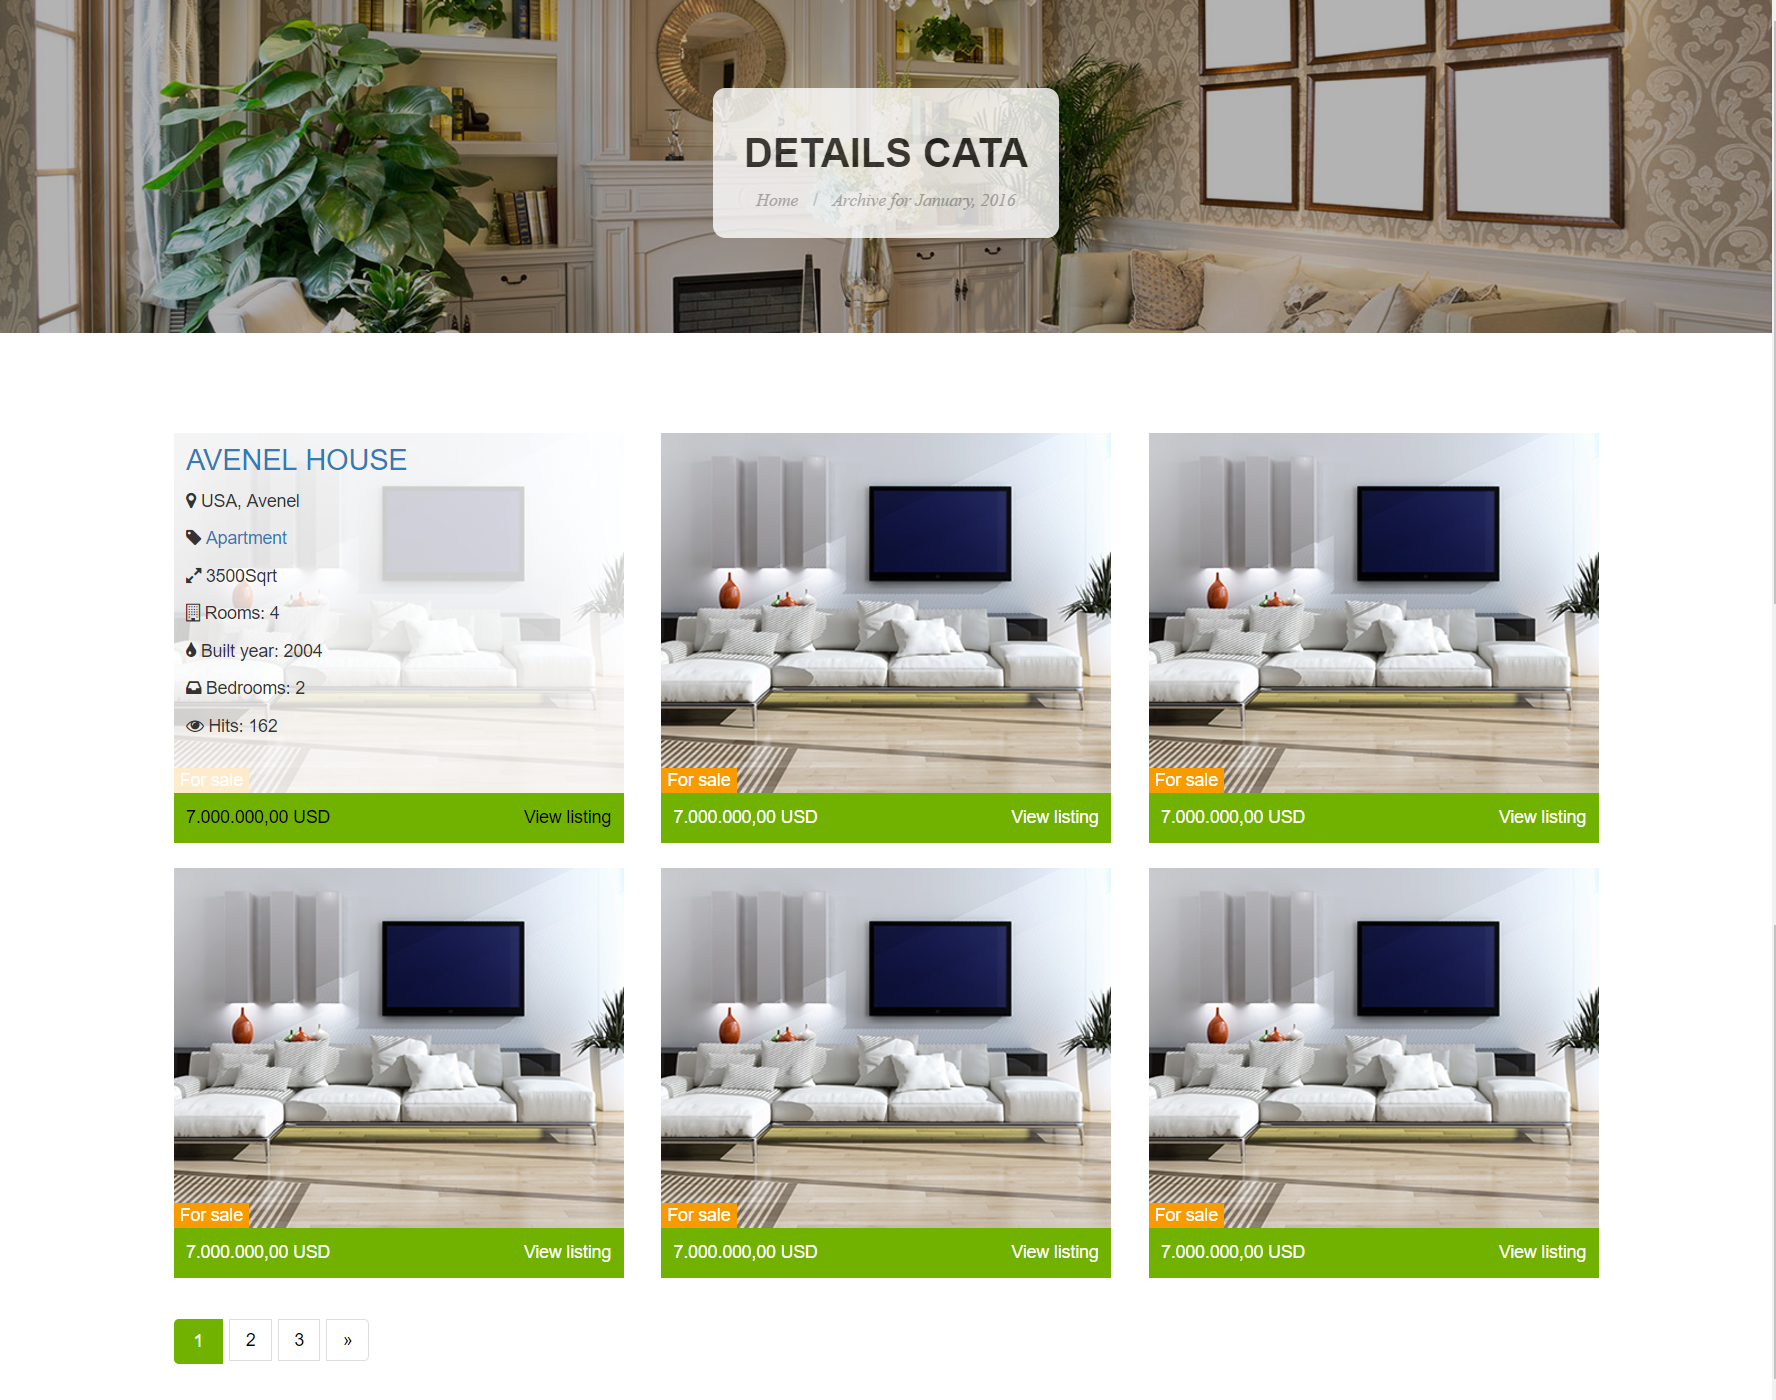 DETAILS CATA
Home / Archive for January, 2016
AVENEL HOUSE
USA, Avenel
Apartment
3500Sqrt
Rooms: 4
Built year: 2004
Bedrooms: 2
Hits: 162
For sale
7.000.000,00 USD View listing
For sale
7.000.000,00 USD View listing
For sale
7.000.000,00 USD View listing
For sale
7.000.000,00 USD View listing
For sale
7.000.000,00 USD View listing
For sale
7.000.000,00 USD View listing
1 2 3 »